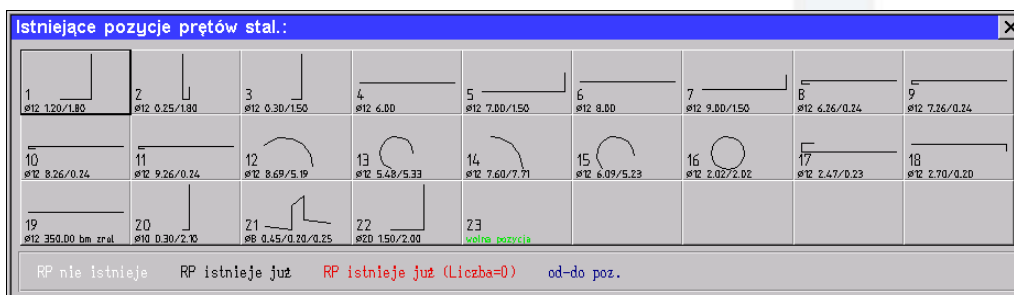 Istniejące pozycje prętów stal.:
1
ø12 1.20/1.80
2
ø12 0.25/1.80
3
ø12 0.30/1.50
4
ø12 6.00
5
ø12 7.00/1.50
6
ø12 8.00
7
ø12 9.00/1.50
8
ø12 6.26/0.24
9
ø12 7.26/0.24
10
ø12 8.26/0.24
11
ø12 9.26/0.24
12
ø12 8.69/5.19
13
ø12 5.48/5.33
14
ø12 7.60/7.71
15
ø12 6.09/5.23
16
ø12 2.02/2.02
17
ø12 2.47/0.23
18
ø12 2.70/0.20
19
ø12 350.00 bm zrol
20
ø10 0.30/2.10
21
ø8 0.45/0.20/0.25
22
ø20 1.50/2.00
23
wolna pozycja
RP nie istnieje RP istnieje już RP istnieje już (Liczba=0) od-do poz.